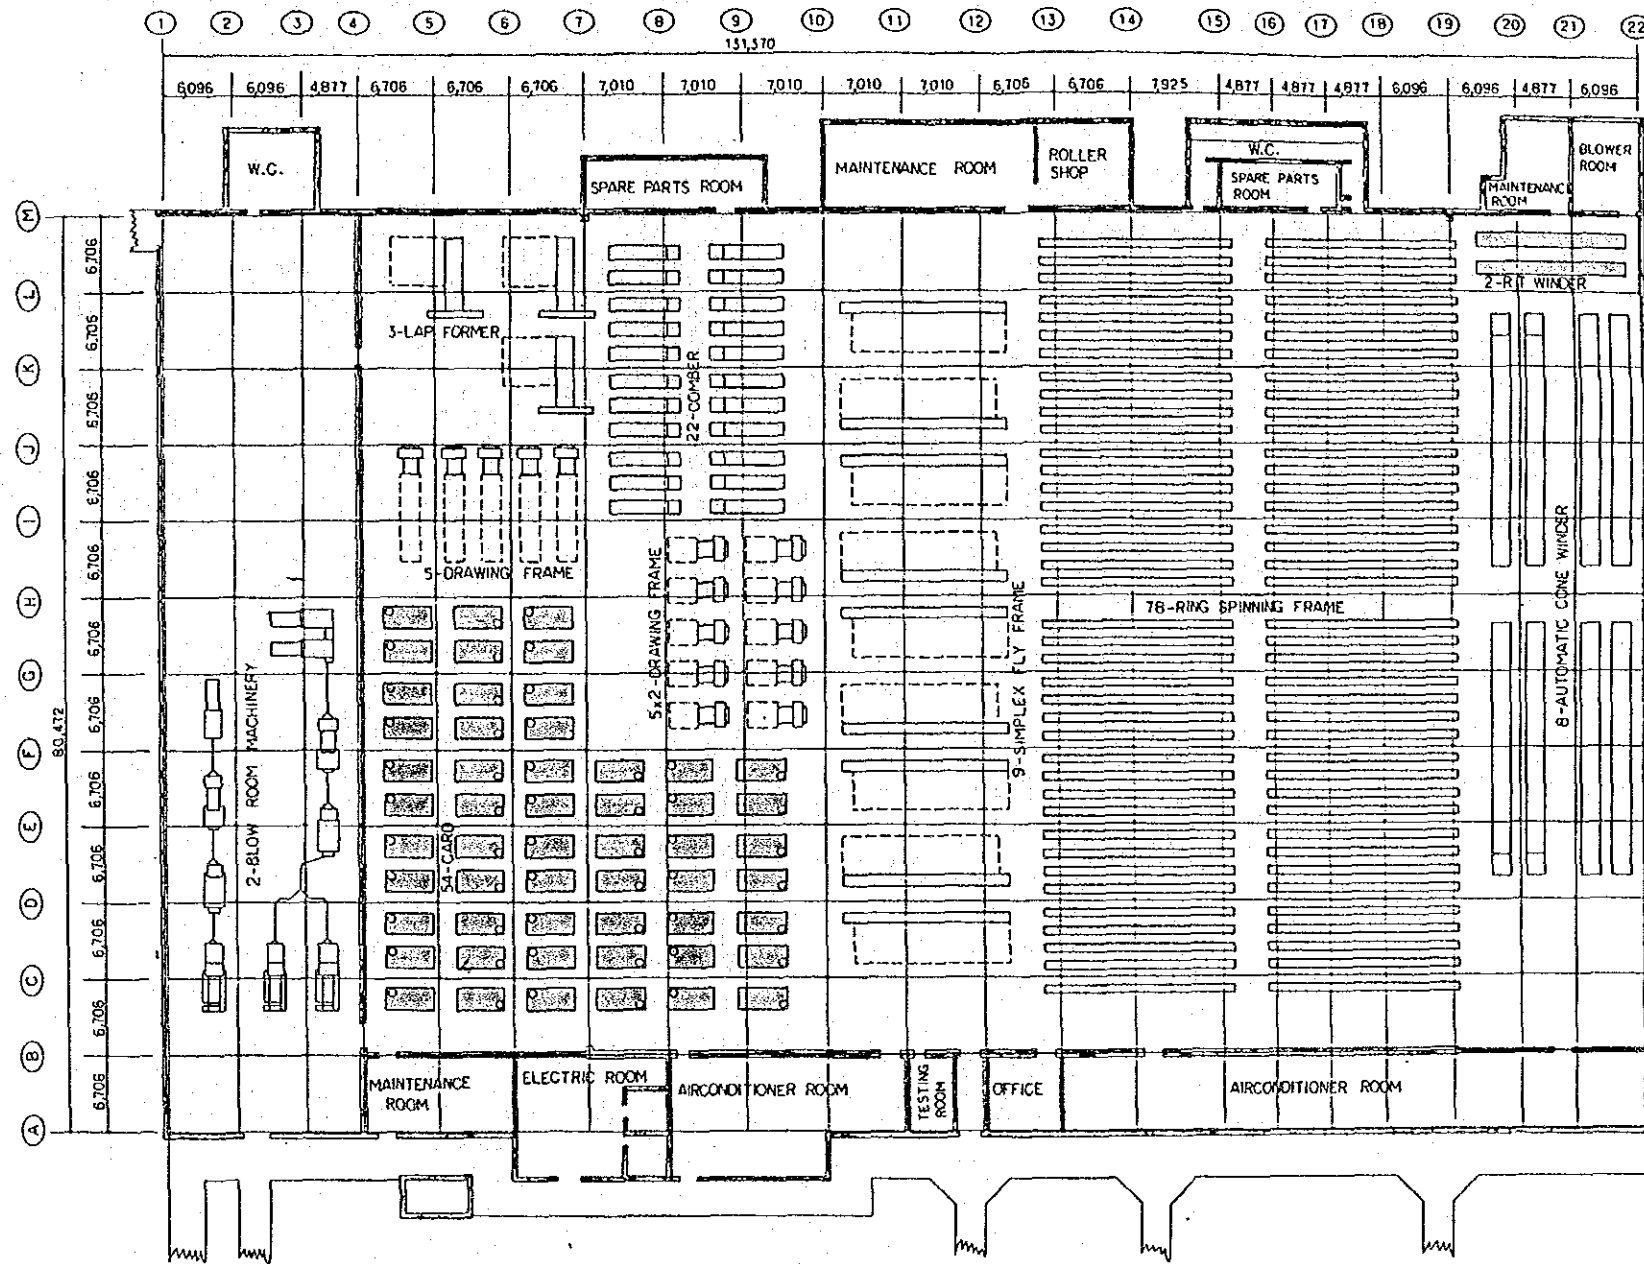 1 2 3 4 5 6 7 8 9 10 11 12 13 14 15 16 17 18 19 20 21 22
131,370
6,096 6,096 4,877 6,706 6,706 6,706 7,010 7,010 7,010 7,010 7,010 6,706 6,706 7,925 4,877 4,877 4,877 6,096 6,096 4,877 6,096
W.C.
SPARE PARTS ROOM
MAINTENANCE ROOM
ROLLER
SHOP
W.C.
SPARE PARTS
ROOM
MAINTENANCE
ROOM
BLOWER
ROOM
M
L
K
J
I
H
G
F
E
D
C
B
A
6,706
6,706
6,706
6,706
6,706
6,706
6,706
6,706
6,706
6,706
6,706
6,706
80,472
3-LAP FORMER
22-COMBER
2-R/T WINDER
5-DRAWING FRAME
5x2-DRAWING FRAME
9-SIMPLEX FLY FRAME
78-RING SPINNING FRAME
8-AUTOMATIC CONE WINDER
2-BLOW ROOM MACHINERY
54-CARD
MAINTENANCE
ROOM
ELECTRIC ROOM
AIRCONDITIONER ROOM
TESTING
ROOM
OFFICE
AIRCONDITIONER ROOM